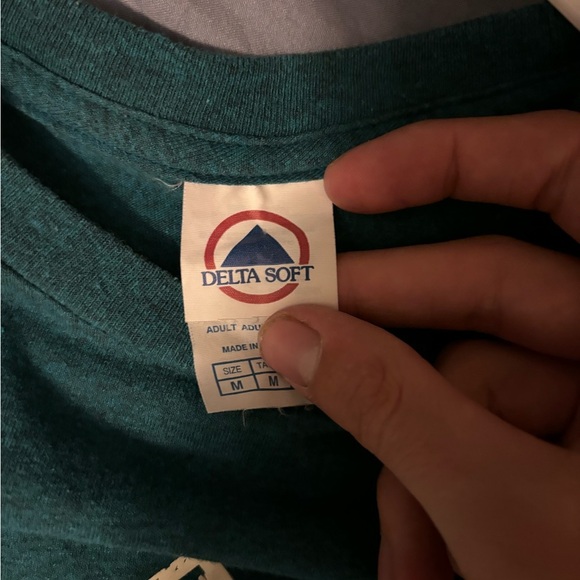 DELTA SOFT
ADULT ADU
MADE IN
SIZE TA
M M